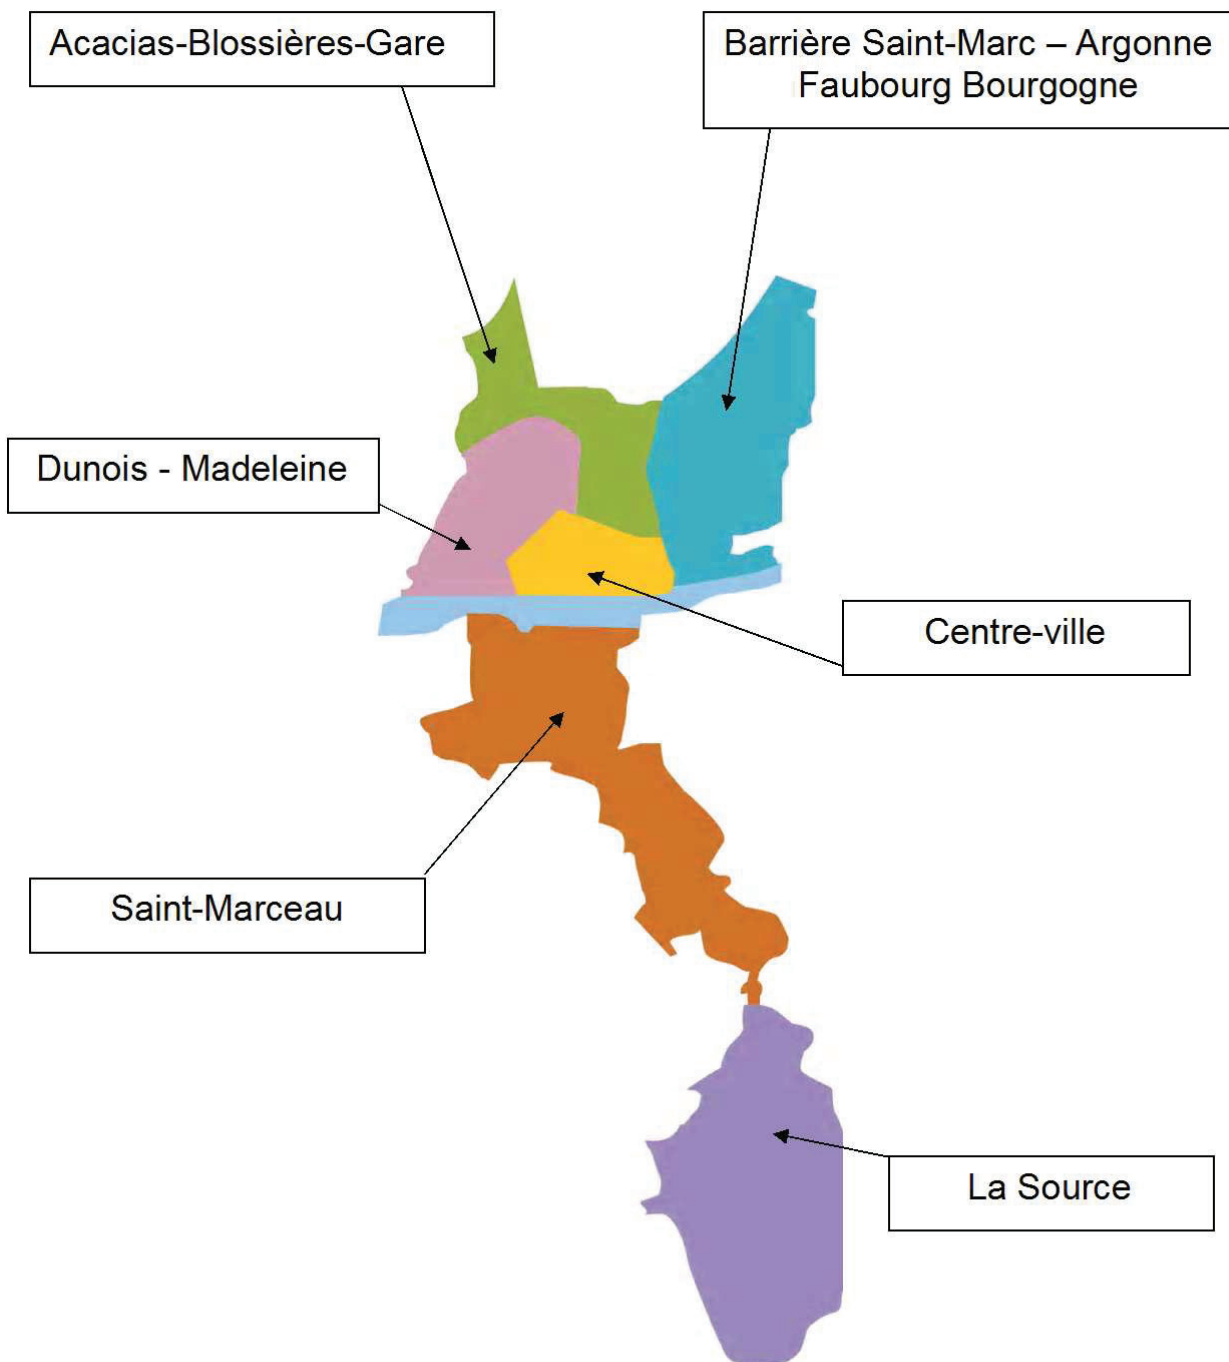 Acacias-Blossières-Gare
Barrière Saint-Marc – Argonne
Faubourg Bourgogne
Dunois - Madeleine
Centre-ville
Saint-Marceau
La Source